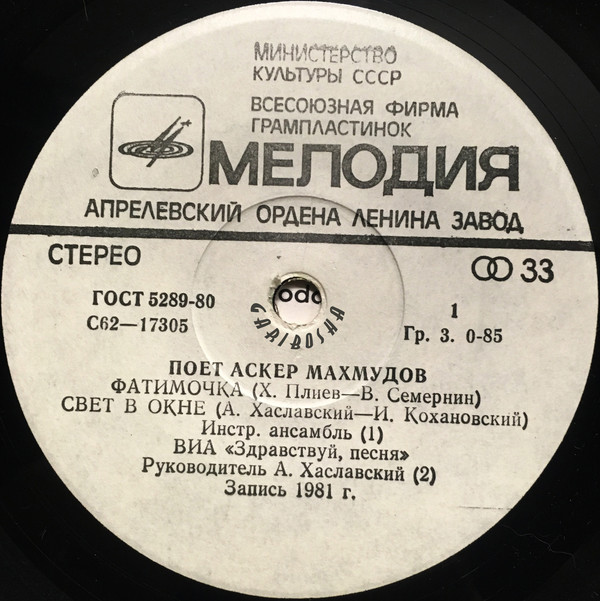 МИНИСТЕРСТВО
КУЛЬТУРЫ СССР
ВСЕСОЮЗНАЯ ФИРМА
ГРАМПЛАСТИНОК
МЕЛОДИЯ
АПРЕЛЕВСКИЙ ОРДЕНА ЛЕНИНА ЗАВОД
СТЕРЕО
33
ГОСТ 5289-80
1
С62—17305
Гр. 3. 0-85
GARIBOSHA
ПОЕТ АСКЕР МАХМУДОВ
ФАТИМОЧКА (Х. Плиев—В. Семернин)
СВЕТ В ОКНЕ (А. Хаславский—И. Кохановский)
Инстр. ансамбль (1)
ВИА «Здравствуй, песня»
Руководитель А. Хаславский (2)
Запись 1981 г.